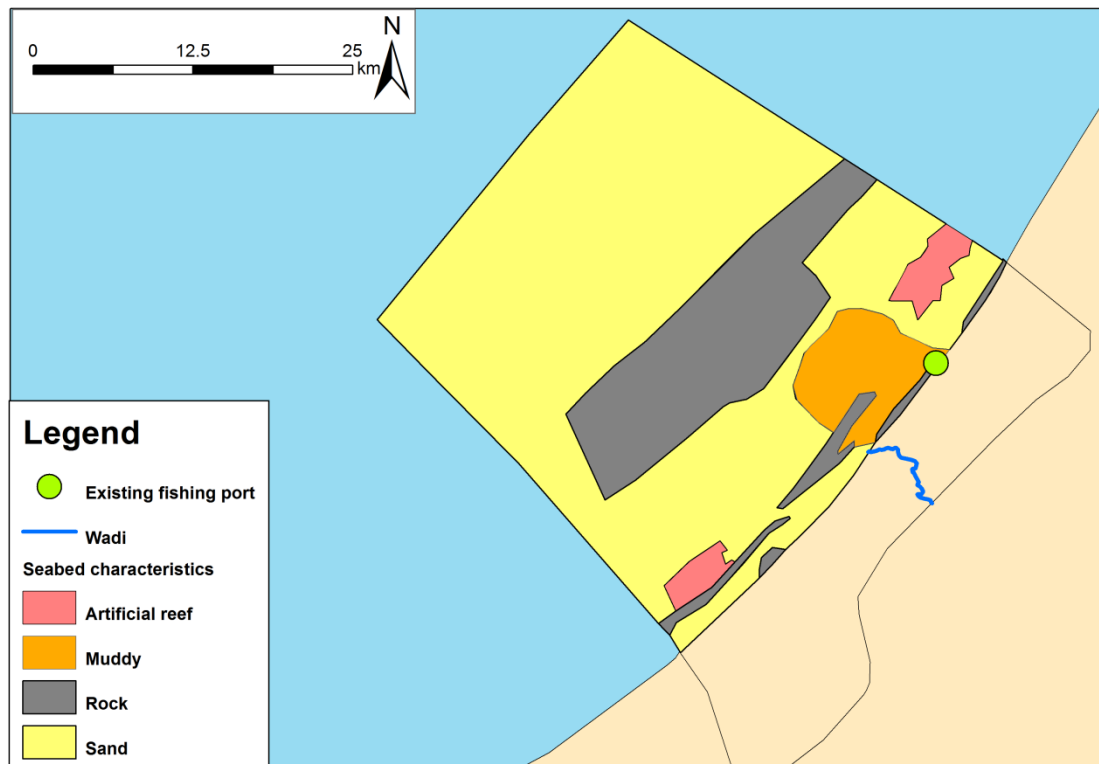 0 12.5 25
km
N
Legend
Existing fishing port
Wadi
Seabed characteristics
Artificial reef
Muddy
Rock
Sand